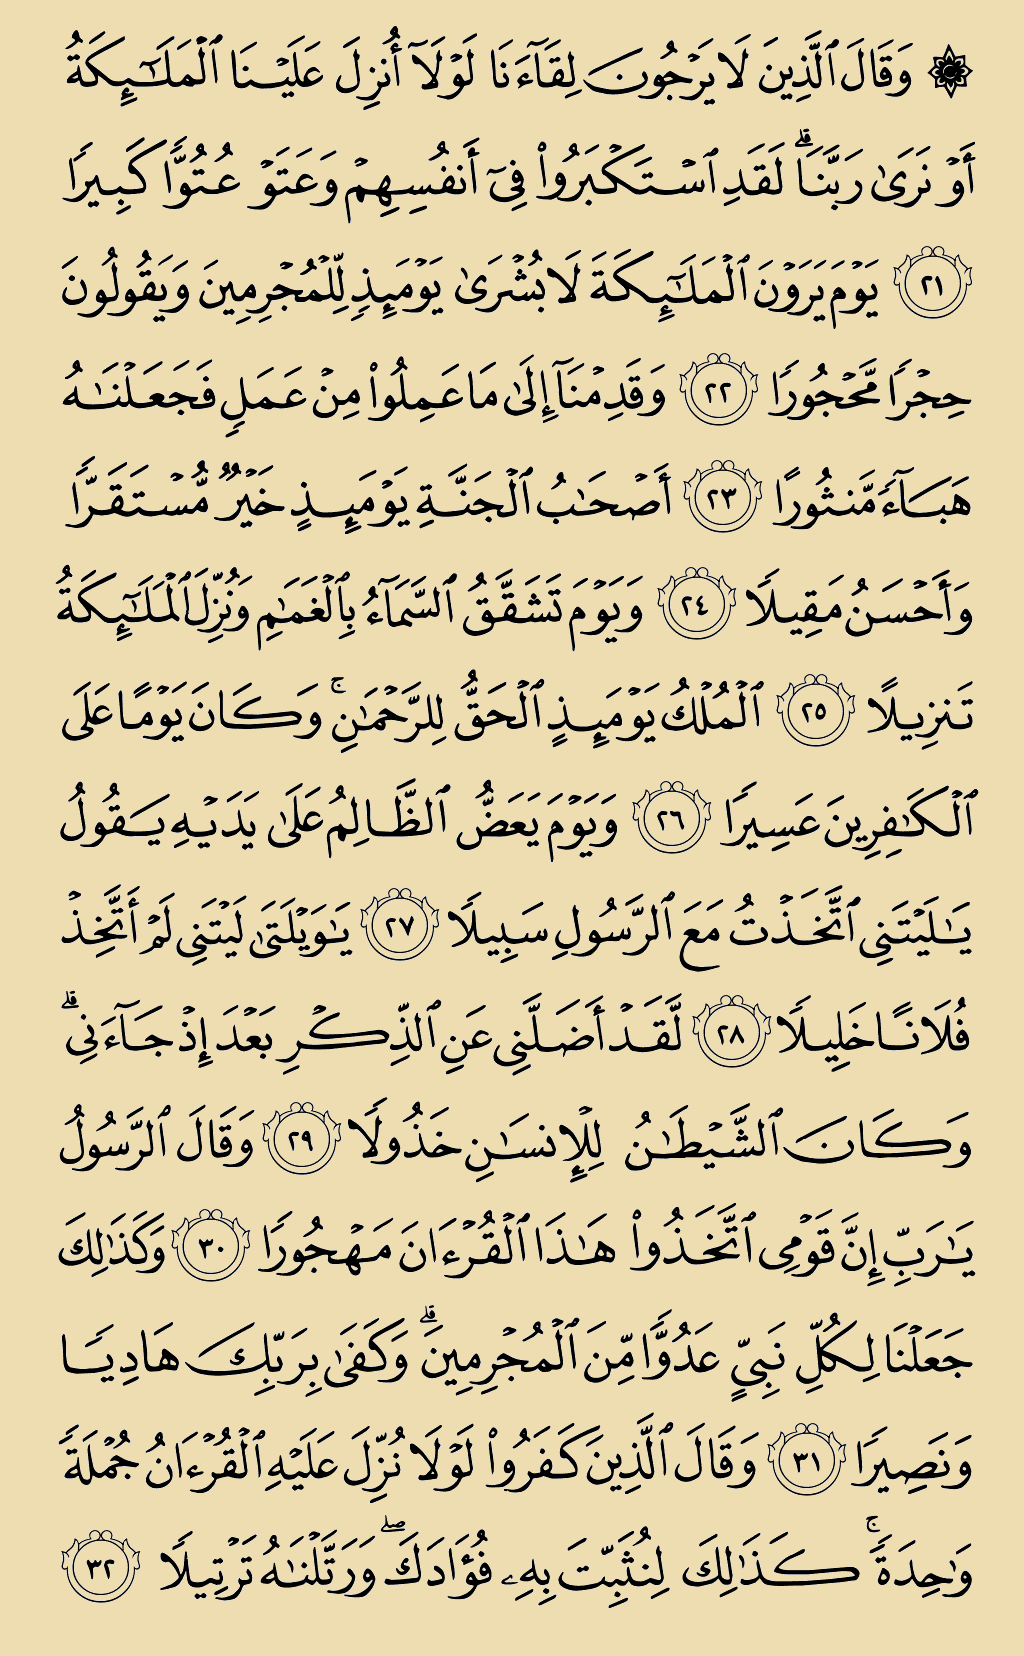 ۞ وَقَالَ ٱلَّذِينَ لَا يَرْجُونَ لِقَآءَنَا لَوْلَآ أُنزِلَ عَلَيْنَا ٱلْمَلَـٰٓئِكَةُ
أَوْ نَرَىٰ رَبَّنَا ۗ لَقَدِ ٱسْتَكْبَرُوا۟ فِىٓ أَنفُسِهِمْ وَعَتَوْ عُتُوًّا كَبِيرًا
٢١ يَوْمَ يَرَوْنَ ٱلْمَلَـٰٓئِكَةَ لَا بُشْرَىٰ يَوْمَئِذٍ لِّلْمُجْرِمِينَ وَيَقُولُونَ
حِجْرًا مَّحْجُورًا ٢٢ وَقَدِمْنَآ إِلَىٰ مَا عَمِلُوا۟ مِنْ عَمَلٍ فَجَعَلْنَـٰهُ
هَبَآءً مَّنثُورًا ٢٣ أَصْحَـٰبُ ٱلْجَنَّةِ يَوْمَئِذٍ خَيْرٌ مُّسْتَقَرًّا
وَأَحْسَنُ مَقِيلًا ٢٤ وَيَوْمَ تَشَقَّقُ ٱلسَّمَآءُ بِٱلْغَمَـٰمِ وَنُزِّلَ ٱلْمَلَـٰٓئِكَةُ
تَنزِيلًا ٢٥ ٱلْمُلْكُ يَوْمَئِذٍ ٱلْحَقُّ لِلرَّحْمَـٰنِ ۚ وَكَانَ يَوْمًا عَلَى
ٱلْكَـٰفِرِينَ عَسِيرًا ٢٦ وَيَوْمَ يَعَضُّ ٱلظَّالِمُ عَلَىٰ يَدَيْهِ يَقُولُ
يَـٰلَيْتَنِى ٱتَّخَذْتُ مَعَ ٱلرَّسُولِ سَبِيلًا ٢٧ يَـٰوَيْلَتَىٰ لَيْتَنِى لَمْ أَتَّخِذْ
فُلَانًا خَلِيلًا ٢٨ لَّقَدْ أَضَلَّنِى عَنِ ٱلذِّكْرِ بَعْدَ إِذْ جَآءَنِى ۗ
وَكَانَ ٱلشَّيْطَـٰنُ لِلْإِنسَـٰنِ خَذُولًا ٢٩ وَقَالَ ٱلرَّسُولُ
يَـٰرَبِّ إِنَّ قَوْمِى ٱتَّخَذُوا۟ هَـٰذَا ٱلْقُرْءَانَ مَهْجُورًا ٣٠ وَكَذَٰلِكَ
جَعَلْنَا لِكُلِّ نَبِىٍّ عَدُوًّا مِّنَ ٱلْمُجْرِمِينَ ۗ وَكَفَىٰ بِرَبِّكَ هَادِيًا
وَنَصِيرًا ٣١ وَقَالَ ٱلَّذِينَ كَفَرُوا۟ لَوْلَا نُزِّلَ عَلَيْهِ ٱلْقُرْءَانُ جُمْلَةً
وَٰحِدَةً ۚ كَذَٰلِكَ لِنُثَبِّتَ بِهِۦ فُؤَادَكَ ۖ وَرَتَّلْنَـٰهُ تَرْتِيلًا ٣٢